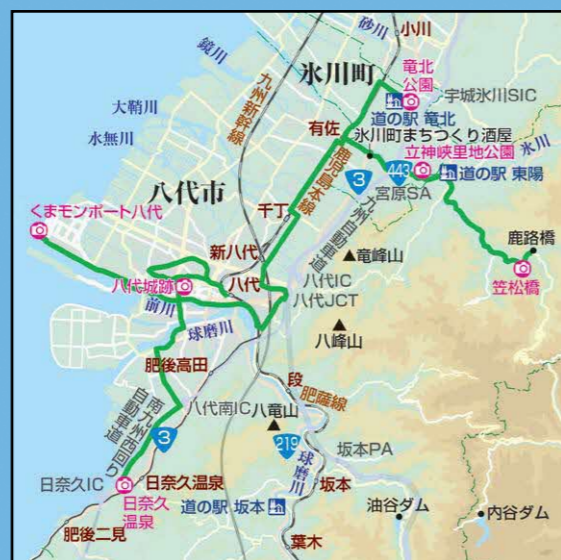 砂川
小川
鏡川
氷川町
竜北
公園
宇城氷川SIC
九州新幹線
大鞘川
水無川
道の駅 竜北
有佐
氷川町まちつくり酒屋
立神峡里地公園
氷川
鹿児島本線
3
443
道の駅 東陽
宮原SA
八代市
くまモンポート八代
千丁
九州自動車道
鹿路橋
新八代
竜峰山
笠松橋
八代城跡
八代
八代IC
八代JCT
前川
球磨川
八峰山
肥後高田
段
肥薩線
南九州西回り
自動車道
八代南IC
八竜山
3
219
坂本PA
球磨川
日奈久IC
日奈久温泉
日奈久
温泉
道の駅 坂本
坂本
油谷ダム
内谷ダム
肥後二見
葉木